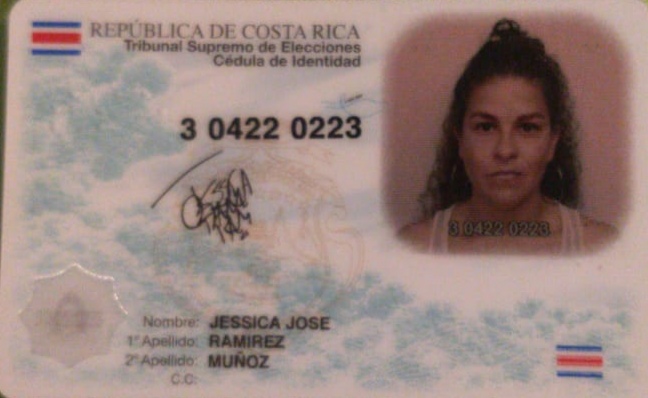 REPÚBLICA DE COSTA RICA
Tribunal Supremo de Elecciones
Cédula de Identidad
3 0422 0223
3 0422 0223
Nombre: JESSICA JOSE
1° Apellido: RAMIREZ
2° Apellido: MUÑOZ
C.C: